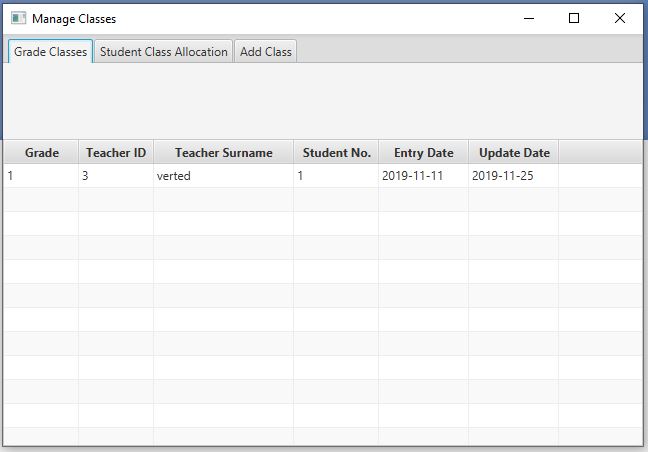 Manage Classes
Grade Classes Student Class Allocation Add Class
Grade Teacher ID Teacher Surname Student No. Entry Date Update Date
1 3 verted 1 2019-11-11 2019-11-25